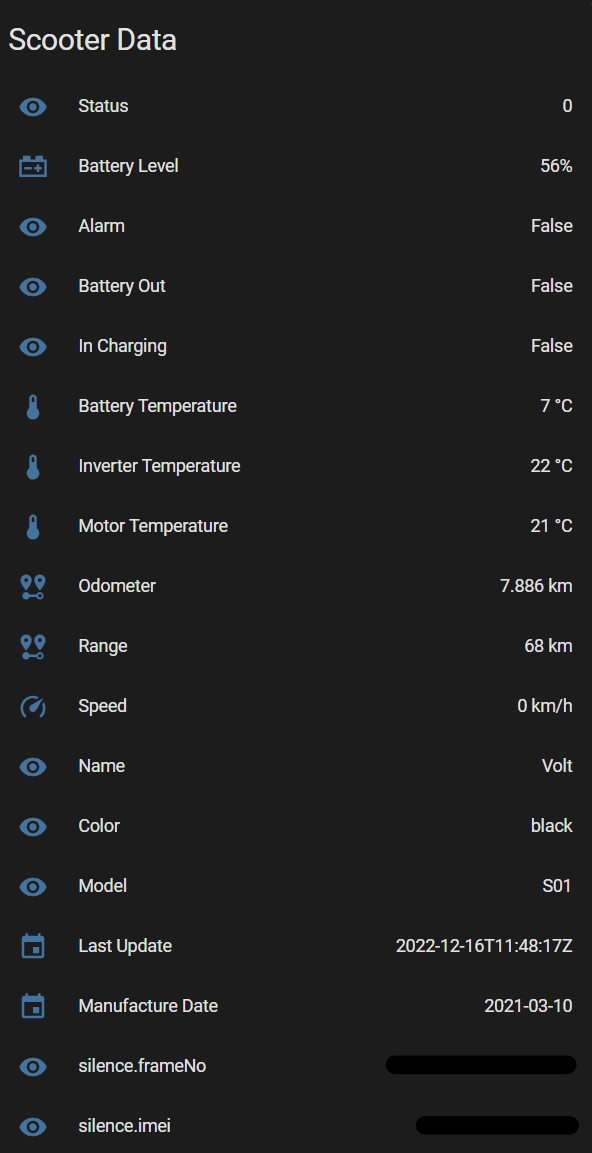 Scooter Data
Status 0
Battery Level 56%
Alarm False
Battery Out False
In Charging False
Battery Temperature 7 °C
Inverter Temperature 22 °C
Motor Temperature 21 °C
Odometer 7.886 km
Range 68 km
Speed 0 km/h
Name Volt
Color black
Model S01
Last Update 2022-12-16T11:48:17Z
Manufacture Date 2021-03-10
silence.frameNo
silence.imei